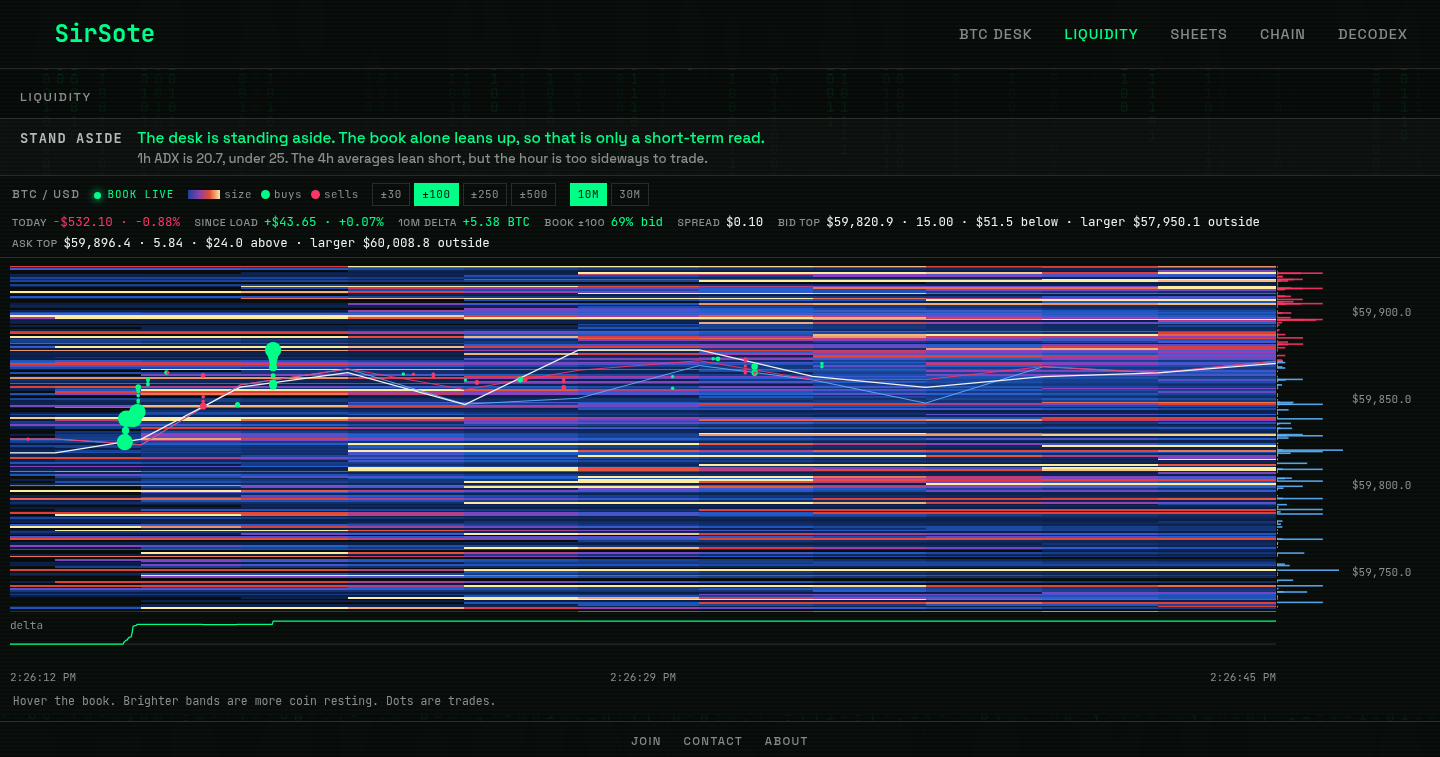 SirSote
BTC DESK LIQUIDITY SHEETS CHAIN DECODEX
LIQUIDITY
STAND ASIDE The desk is standing aside. The book alone leans up, so that is only a short-term read.
1h ADX is 20.7, under 25. The 4h averages lean short, but the hour is too sideways to trade.
BTC / USD BOOK LIVE size buys sells ±30 ±100 ±250 ±500 10M 30M
TODAY -$532.10 · -0.88% SINCE LOAD +$43.65 · +0.07% 10M DELTA +5.38 BTC BOOK ±100 69% bid SPREAD $0.10 BID TOP $59,820.9 · 15.00 · $51.5 below · larger $57,950.1 outside
ASK TOP $59,896.4 · 5.84 · $24.0 above · larger $60,008.8 outside
$59,900.0
$59,850.0
$59,800.0
$59,750.0
delta
2:26:12 PM 2:26:29 PM 2:26:45 PM
Hover the book. Brighter bands are more coin resting. Dots are trades.
JOIN CONTACT ABOUT